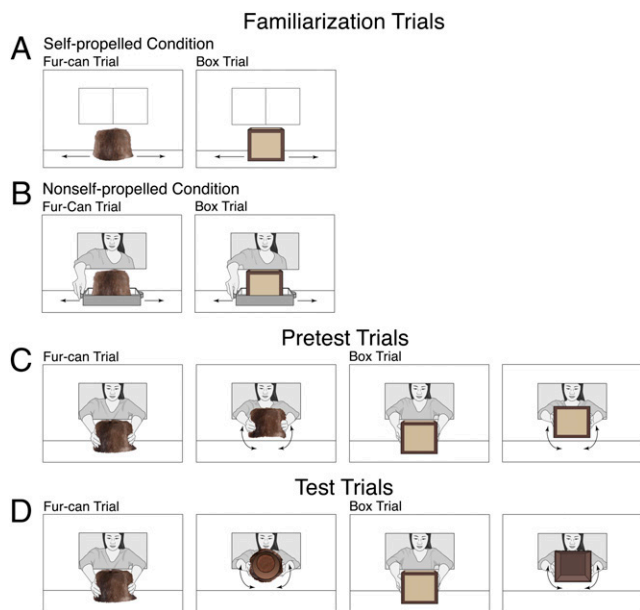 Familiarization Trials
A Self-propelled Condition
Fur-can Trial Box Trial
B Nonself-propelled Condition
Fur-Can Trial Box Trial
Pretest Trials
C Fur-can Trial Box Trial
Test Trials
D Fur-can Trial Box Trial